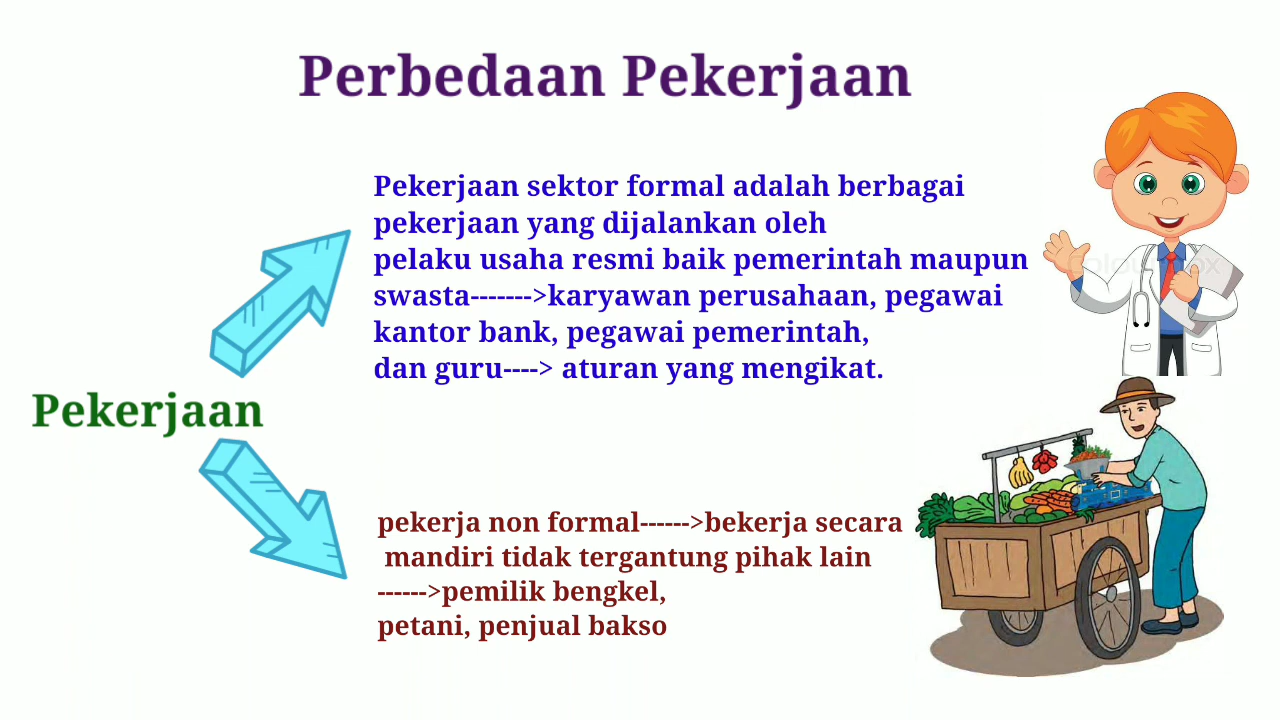 Perbedaan Pekerjaan
Pekerjaan sektor formal adalah berbagai
pekerjaan yang dijalankan oleh
pelaku usaha resmi baik pemerintah maupun
swasta------->karyawan perusahaan, pegawai
kantor bank, pegawai pemerintah,
dan guru----> aturan yang mengikat.
Pekerjaan
pekerja non formal------>bekerja secara
mandiri tidak tergantung pihak lain
------>pemilik bengkel,
petani, penjual bakso